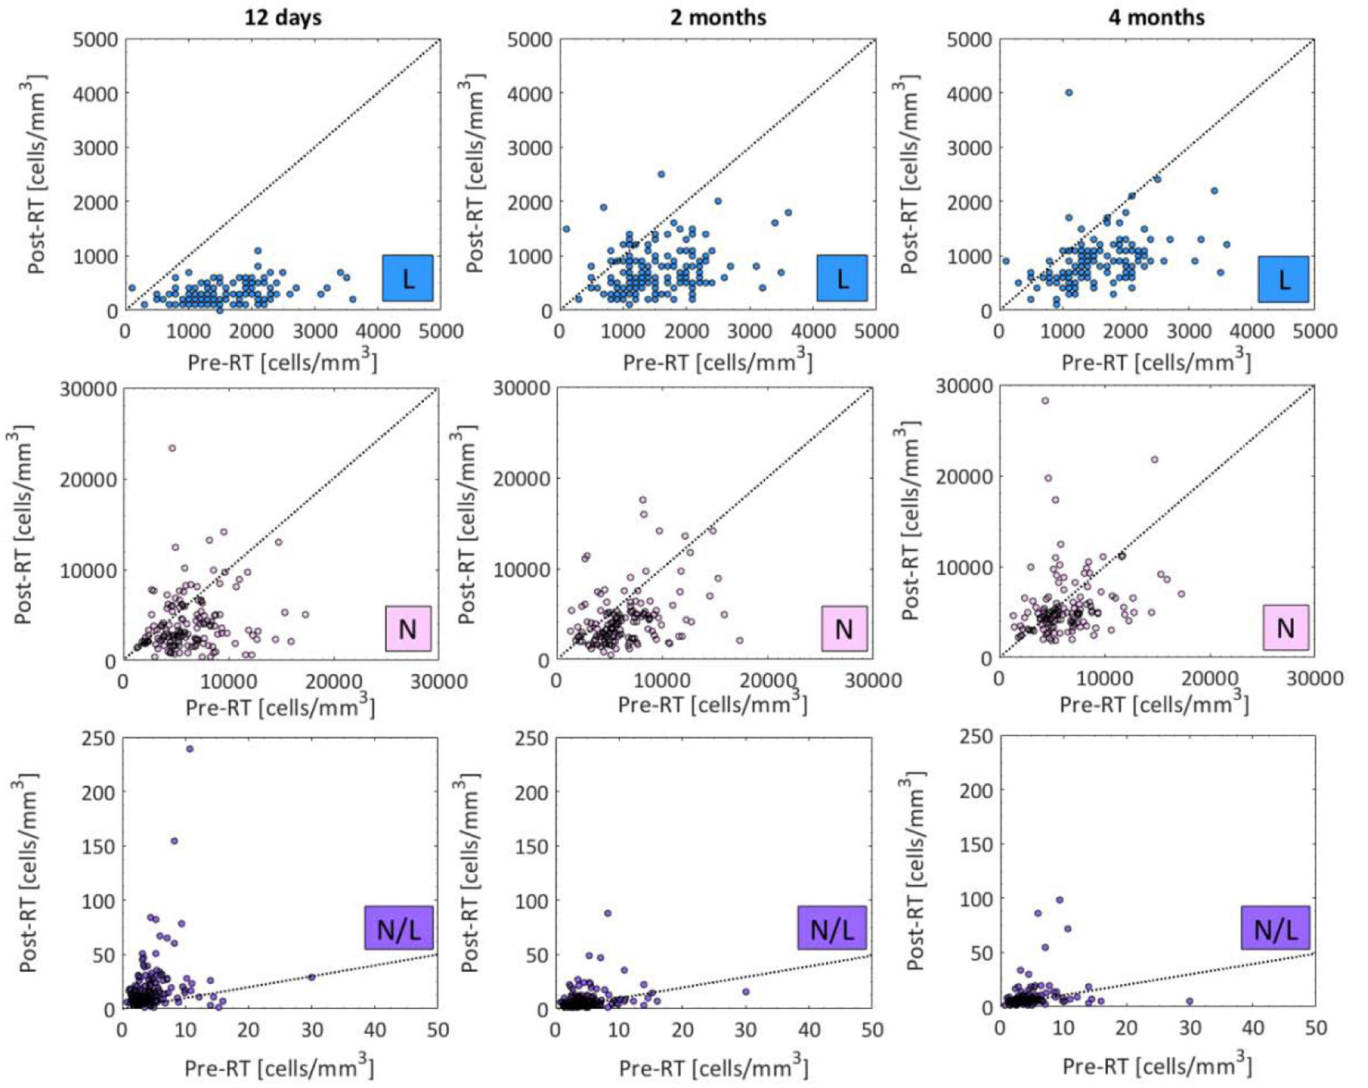 12 days 2 months 4 months
5000 5000 5000
4000 4000 4000
3000 3000 3000
2000 2000 2000
1000 1000 1000
0 0 0
Post-RT [cells/mm³] Post-RT [cells/mm³] Post-RT [cells/mm³]
L L L
0 1000 2000 3000 4000 5000 0 1000 2000 3000 4000 5000 0 1000 2000 3000 4000 5000
Pre-RT [cells/mm³] Pre-RT [cells/mm³] Pre-RT [cells/mm³]
30000 30000 30000
20000 20000 20000
10000 10000 10000
0 0 0
Post-RT [cells/mm³] Post-RT [cells/mm³] Post-RT [cells/mm³]
N N N
0 10000 20000 30000 0 10000 20000 30000 0 10000 20000 30000
Pre-RT [cells/mm³] Pre-RT [cells/mm³] Pre-RT [cells/mm³]
250 250 250
200 200 200
150 150 150
100 100 100
50 50 50
0 0 0
Post-RT [cells/mm³] Post-RT [cells/mm³] Post-RT [cells/mm³]
N/L N/L N/L
0 10 20 30 40 50 0 10 20 30 40 50 0 10 20 30 40 50
Pre-RT [cells/mm³] Pre-RT [cells/mm³] Pre-RT [cells/mm³]